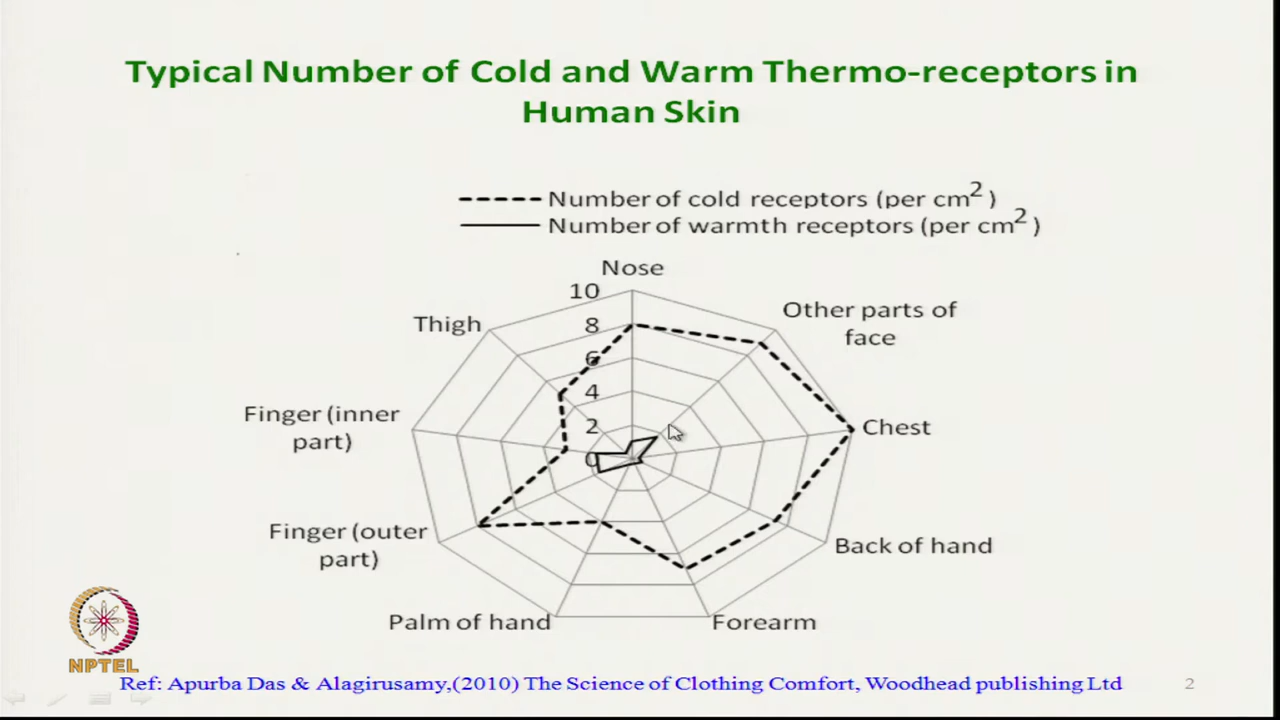 Typical Number of Cold and Warm Thermo-receptors in
Human Skin
Number of cold receptors (per cm2)
Number of warmth receptors (per cm2)
Nose
10
8
6
4
2
0
Other parts of
face
Thigh
Chest
Finger (inner
part)
Back of hand
Finger (outer
part)
Palm of hand
Forearm
NPTEL
Ref: Apurba Das & Alagirusamy,(2010) The Science of Clothing Comfort, Woodhead publishing Ltd
2